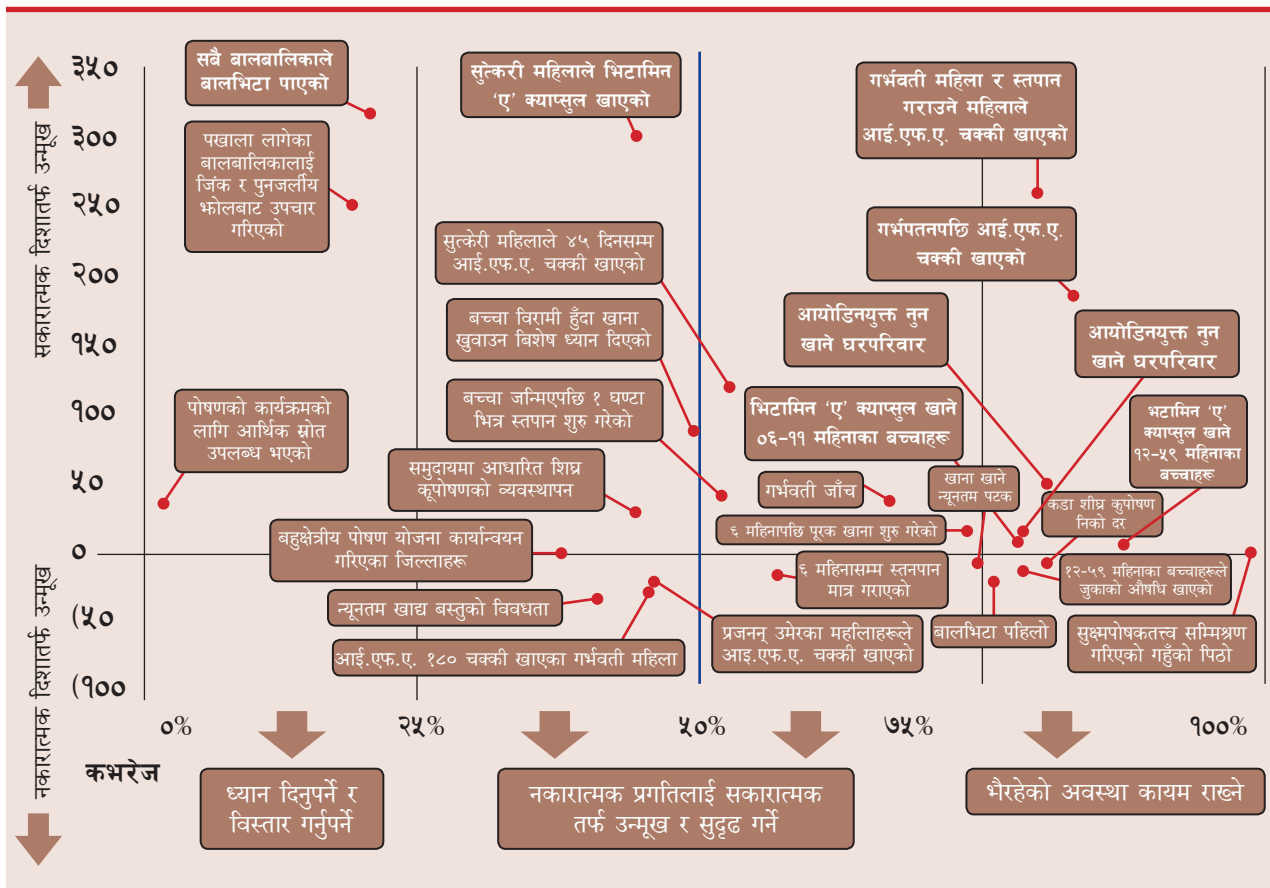 सकारात्मक दिशातर्फ उन्मूख
नकारात्मक दिशातर्फ उन्मूख
३५०
३००
२५०
२००
१५०
१००
५०
०
(५०
(१००
सबै बालबालिकाले
बालभिटा पाएको
पखाला लागेका
बालबालिकालाई
जिंक र पुनजर्लीय
झोलबाट उपचार
गरिएको
सुत्केरी महिलाले भिटामिन
‘ए’ क्याप्सुल खाएको
गर्भवती महिला र स्तपान
गराउने महिलाले
आई.एफ.ए. चक्की खाएको
सुत्केरी महिलाले ४५ दिनसम्म
आई.एफ.ए. चक्की खाएको
गर्भपतनपछि आई.एफ.ए.
चक्की खाएको
बच्चा विरामी हुँदा खाना
खुवाउन बिशेष ध्यान दिएको
आयोडिनयुक्त नुन
खाने घरपरिवार
आयोडिनयुक्त नुन
खाने घरपरिवार
पोषणको कार्यक्रमको
लागि आर्थिक स्रोत
उपलब्ध भएको
बच्चा जन्मिएपछि १ घण्टा
भित्र स्तपान शुरु गरेको
भिटामिन ‘ए’ क्याप्सुल खाने
०६-११ महिनाका बच्चाहरू
भटामिन ‘ए’
क्याप्सुल खाने
१२-५९ महिनाका
बच्चाहरू
समुदायमा आधारित शिघ्र
कूपोषणको व्यवस्थापन
गर्भवती जाँच
खाना खाने
न्यूनतम पटक
कडा शीघ्र कुपोषण
निको दर
बहुक्षेत्रीय पोषण योजना कार्यान्वयन
गरिएका जिल्लाहरू
६ महिनापछि पूरक खाना शुरु गरेको
६ महिनासम्म स्तनपान
मात्र गराएको
१२-५९ महिनाका बच्चाहरूले
जुकाको औषधि खाएको
न्यूनतम खाद्य बस्तुको विवधता
आई.एफ.ए. १८० चक्की खाएका गर्भवती महिला
प्रजनन् उमेरका महलिाहरूले
आइ.एफ.ए. चक्की खाएको
बालभिटा पहिलो
सुक्ष्मपोषकतत्त्व सम्मिश्रण
गरिएको गहुँको पिठो
०%
२५%
५०%
७५%
१००%
कभरेज
ध्यान दिनुपर्ने र
विस्तार गर्नुपर्ने
नकारात्मक प्रगतिलाई सकारात्मक
तर्फ उन्मूख र सुदृढ गर्ने
भैरहेको अवस्था कायम राख्ने